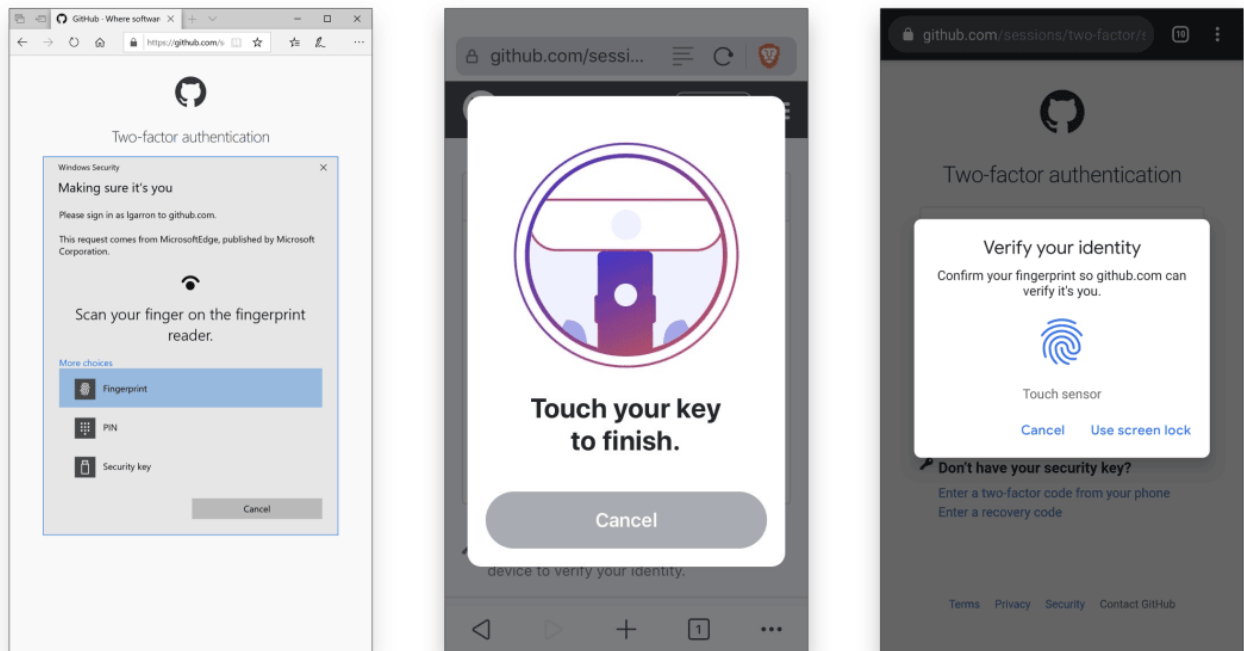 GitHub - Where softwar
https://github.com/s
Two-factor authentication
Windows Security
Making sure it's you
Please sign in as lgarron to github.com.
This request comes from MicrosoftEdge, published by Microsoft
Corporation.
Scan your finger on the fingerprint
reader.
More choices
Fingerprint
PIN
Security key
Cancel
github.com/sessi...
Touch your key
to finish.
Cancel
device to verify your identity.
1
github.com/sessions/two-factor/s
10
Two-factor authentication
Verify your identity
Confirm your fingerprint so github.com can
verify it's you.
Touch sensor
Cancel Use screen lock
Don't have your security key?
Enter a two-factor code from your phone
Enter a recovery code
Terms Privacy Security Contact GitHub